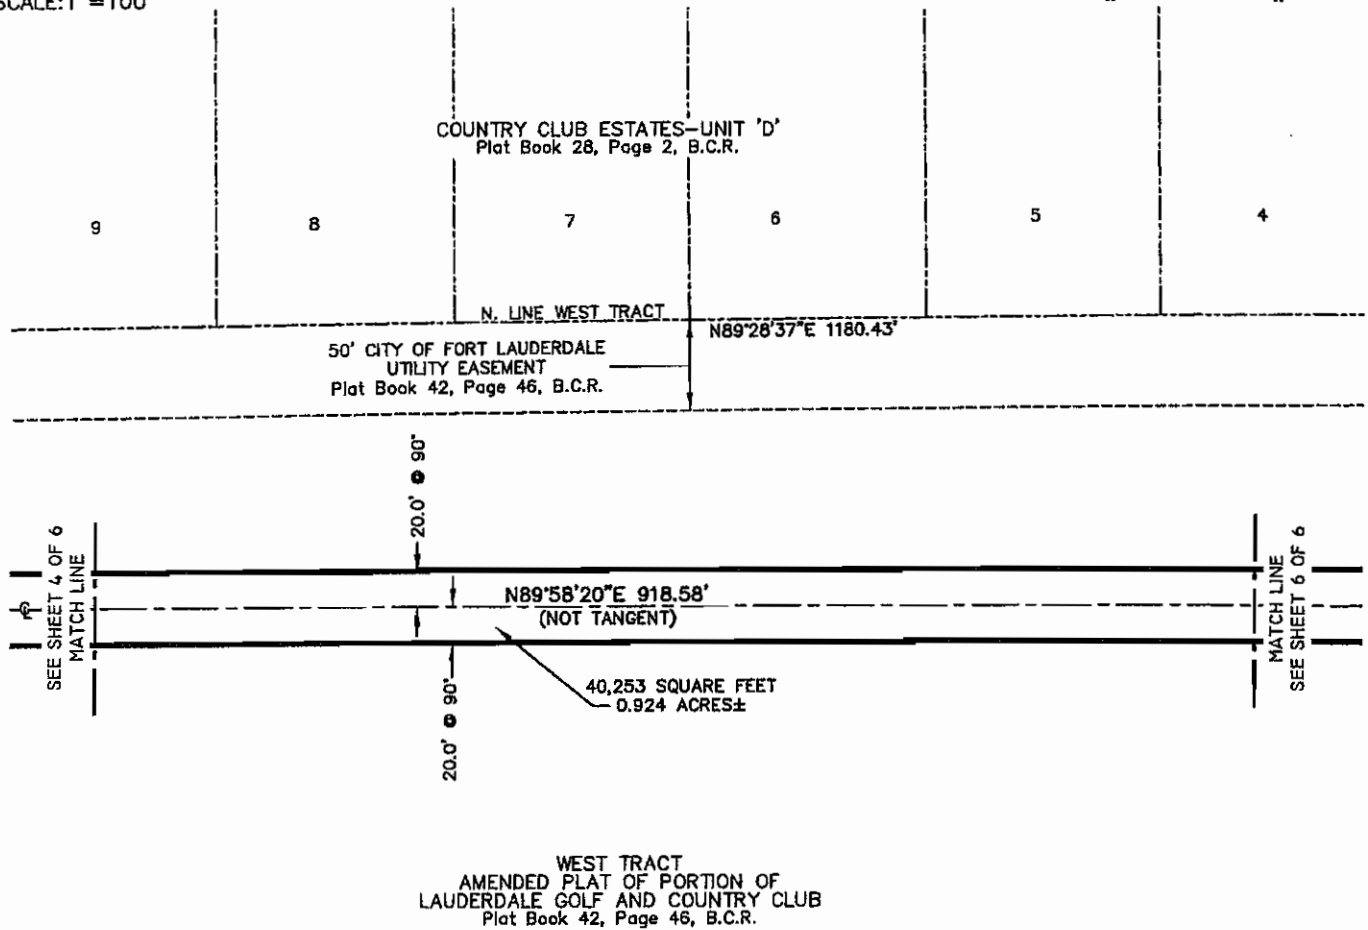 SCALE:1"=100'
COUNTRY CLUB ESTATES-UNIT 'D'
Plat Book 28, Page 2, B.C.R.
9
8
7
6
5
4
N. LINE WEST TRACT
N89°28'37"E 1180.43'
50' CITY OF FORT LAUDERDALE
UTILITY EASEMENT
Plat Book 42, Page 46, B.C.R.
20.0' @ 90°
SEE SHEET 4 OF 6
MATCH LINE
N89°58'20"E 918.58'
(NOT TANGENT)
MATCH LINE
SEE SHEET 6 OF 6
40,253 SQUARE FEET
0.924 ACRES±
20.0' @ 90°
WEST TRACT
AMENDED PLAT OF PORTION OF
LAUDERDALE GOLF AND COUNTRY CLUB
Plat Book 42, Page 46, B.C.R.